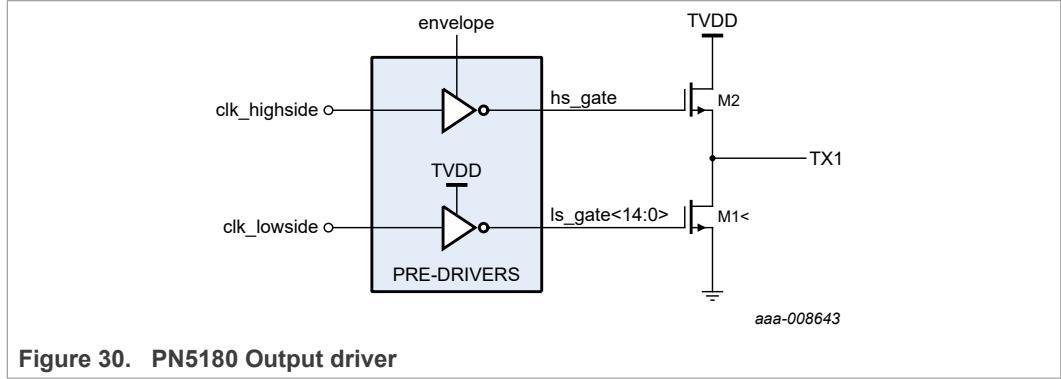 envelope
TVDD
clk_highside
hs_gate
M2
TX1
TVDD
clk_lowside
ls_gate<14:0>
M1<
PRE-DRIVERS
aaa-008643
Figure 30. PN5180 Output driver